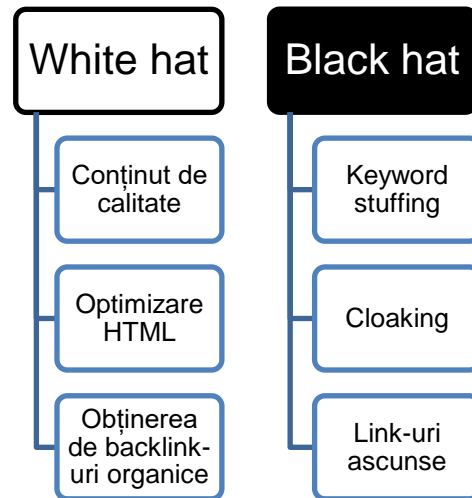 White hat
Conținut de
calitate
Optimizare
HTML
Obținerea
de backlink-
uri organice
Black hat
Keyword
stuffing
Cloaking
Link-uri
ascunse